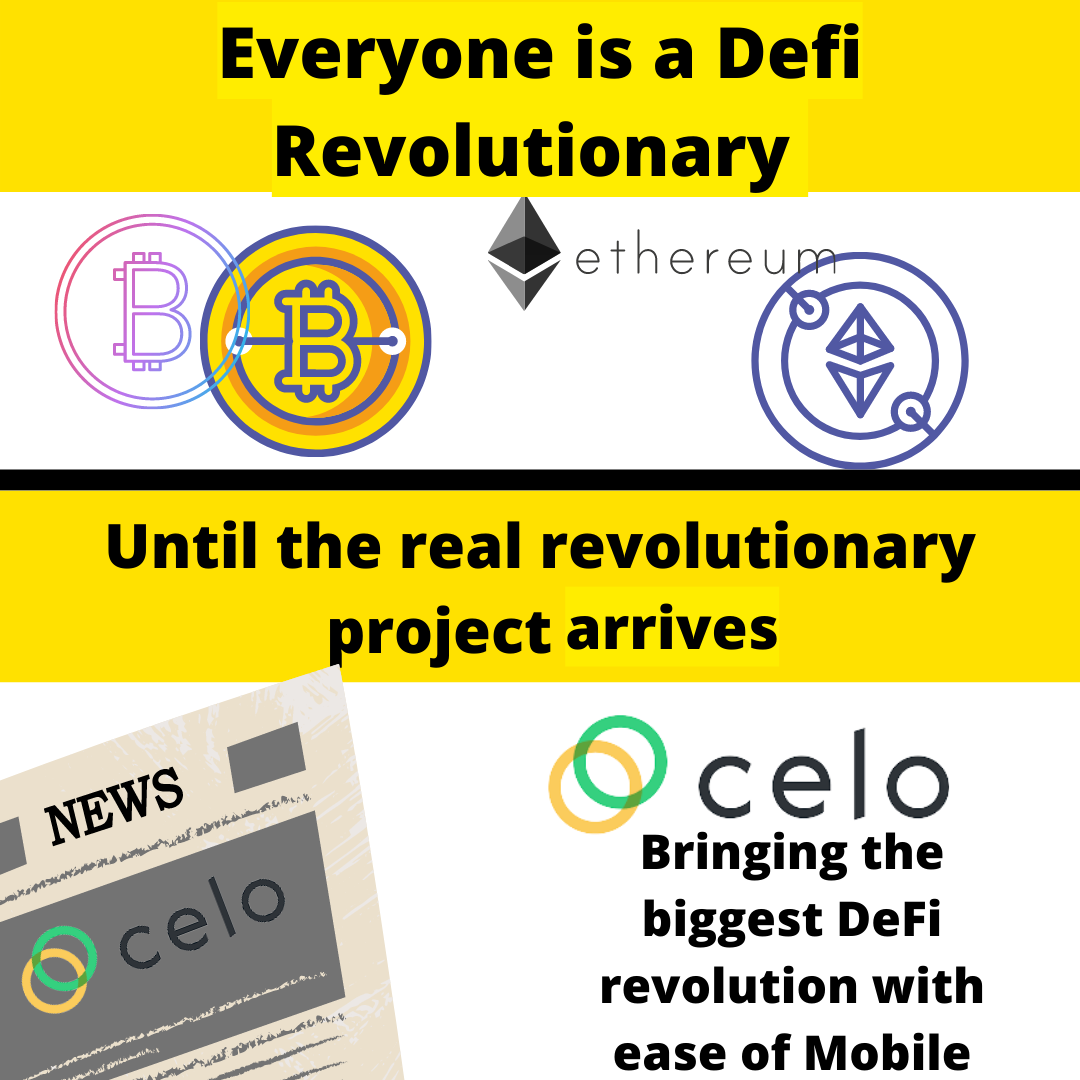 Everyone is a Defi
Revolutionary
ethereum
Until the real revolutionary
project arrives
NEWS
celo
celo
Bringing the
biggest DeFi
revolution with
ease of Mobile